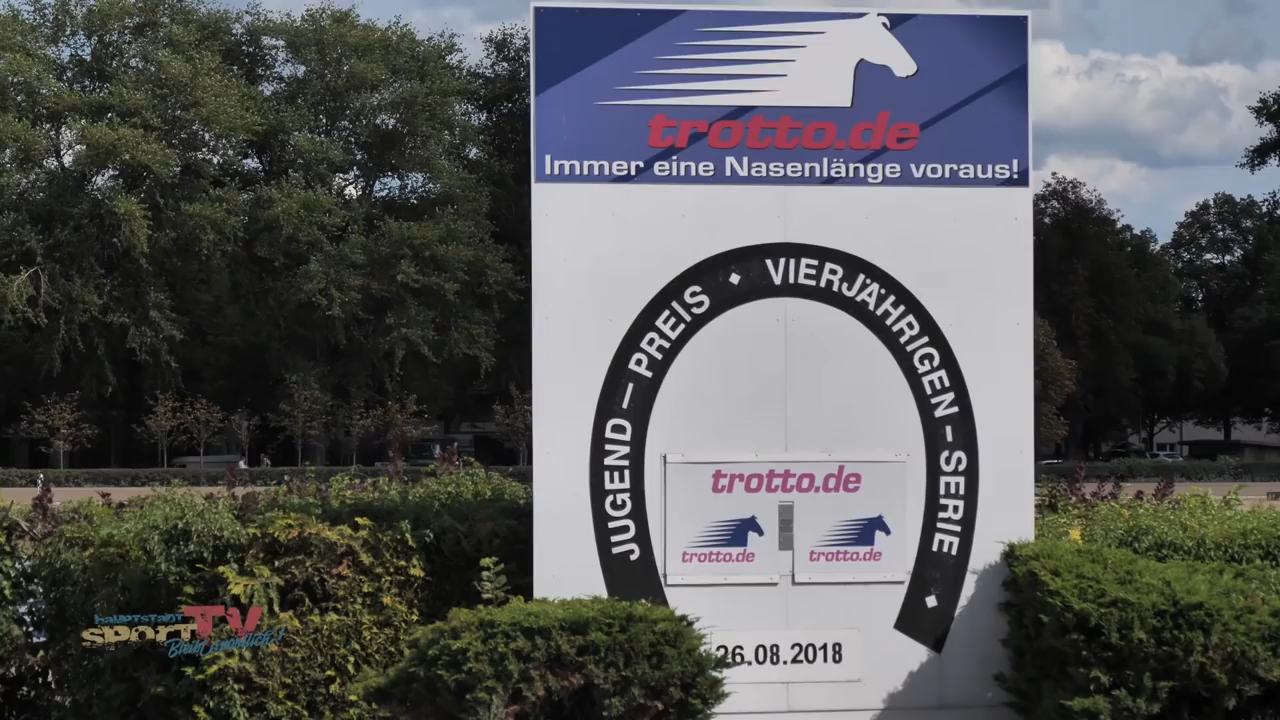 trotto.de
Immer eine Nasenlänge voraus!
JUGEND – PREIS ⬥ VIERJÄHRIGEN – SERIE ⬥
trotto.de
trotto.de
trotto.de
26.08.2018
HAUPTSTADT
SPORT TV